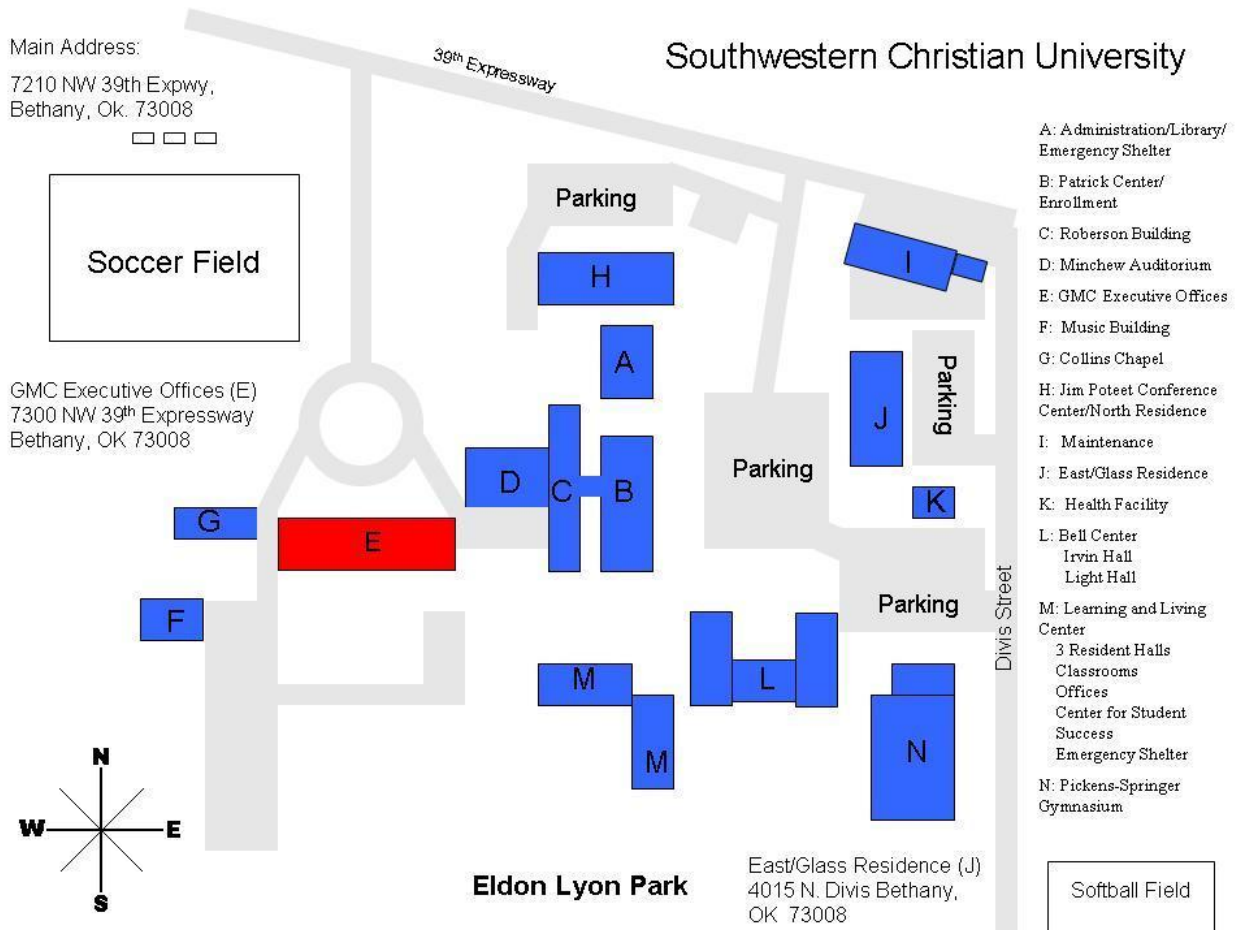 Southwestern Christian University
Main Address:
7210 NW 39th Expwy,
Bethany, Ok. 73008
39th Expressway
Soccer Field
Parking
H
I
A
J
Parking
GMC Executive Offices (E)
7300 NW 39th Expressway
Bethany, OK 73008
Parking
D
C
B
K
G
E
F
Parking
Divis Street
M
L
M
N
N
W
E
S
Eldon Lyon Park
East/Glass Residence (J)
4015 N. Divis Bethany,
OK 73008
Softball Field
A: Administration/Library/
Emergency Shelter
B: Patrick Center/
Enrollment
C: Roberson Building
D: Minchew Auditorium
E: GMC Executive Offices
F: Music Building
G: Collins Chapel
H: Jim Poteet Conference
Center/North Residence
I: Maintenance
J: East/Glass Residence
K: Health Facility
L: Bell Center
Irvin Hall
Light Hall
M: Learning and Living
Center
3 Resident Halls
Classrooms
Offices
Center for Student
Success
Emergency Shelter
N: Pickens-Springer
Gymnasium